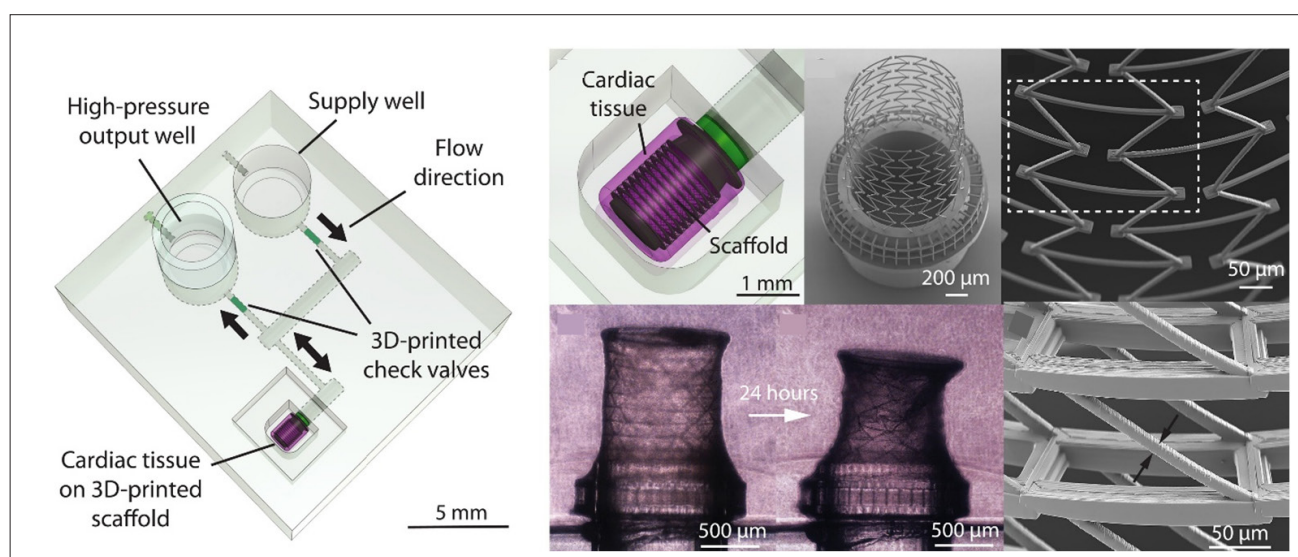 High-pressure
output well
Supply well
Flow
direction
3D-printed
check valves
Cardiac tissue
on 3D-printed
scaffold
5 mm
Cardiac
tissue
Scaffold
1 mm
200 µm
50 µm
24 hours
500 µm
500 µm
50 µm